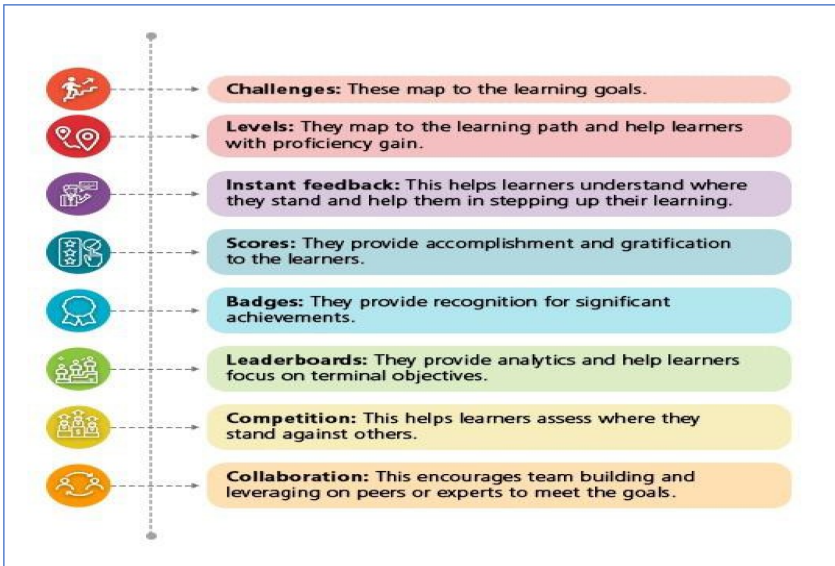 Challenges: These map to the learning goals.
Levels: They map to the learning path and help learners
with proficiency gain.
Instant feedback: This helps learners understand where
they stand and help them in stepping up their learning.
Scores: They provide accomplishment and gratification
to the learners.
Badges: They provide recognition for significant
achievements.
Leaderboards: They provide analytics and help learners
focus on terminal objectives.
Competition: This helps learners assess where they
stand against others.
Collaboration: This encourages team building and
leveraging on peers or experts to meet the goals.